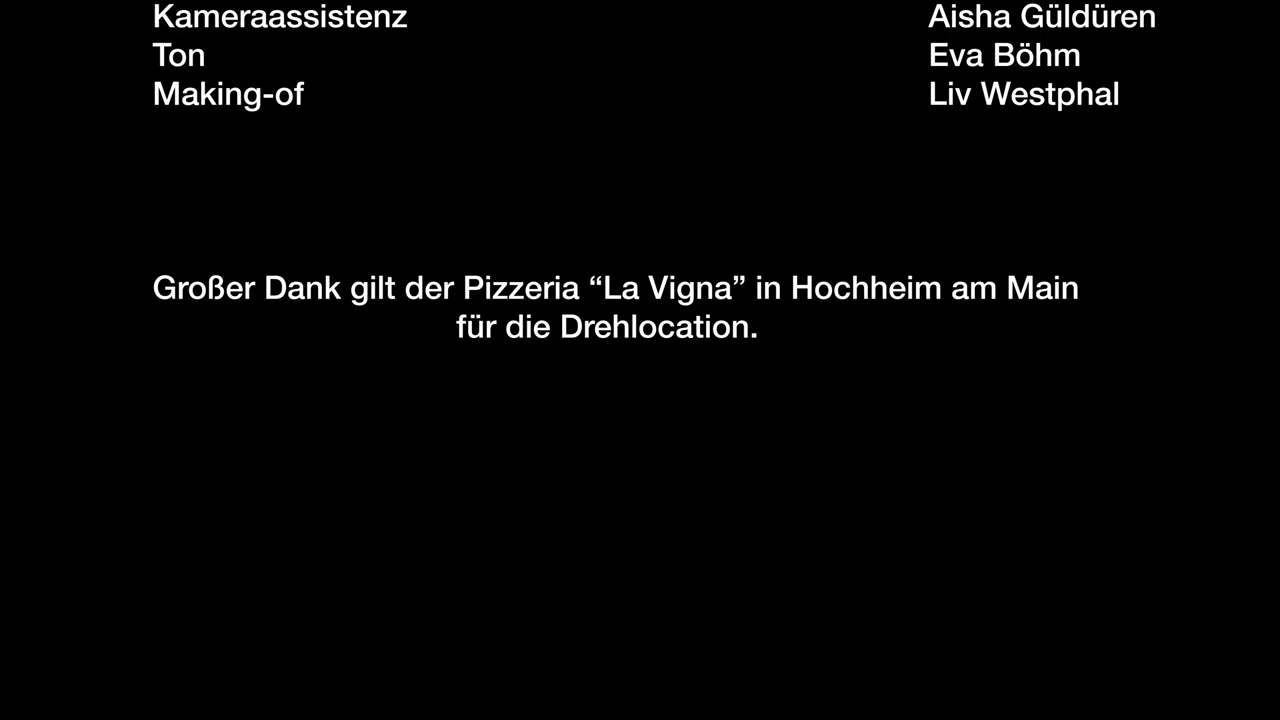 Kameraassistenz Aisha Güldüren
Ton Eva Böhm
Making-of Liv Westphal
Großer Dank gilt der Pizzeria “La Vigna” in Hochheim am Main
für die Drehlocation.